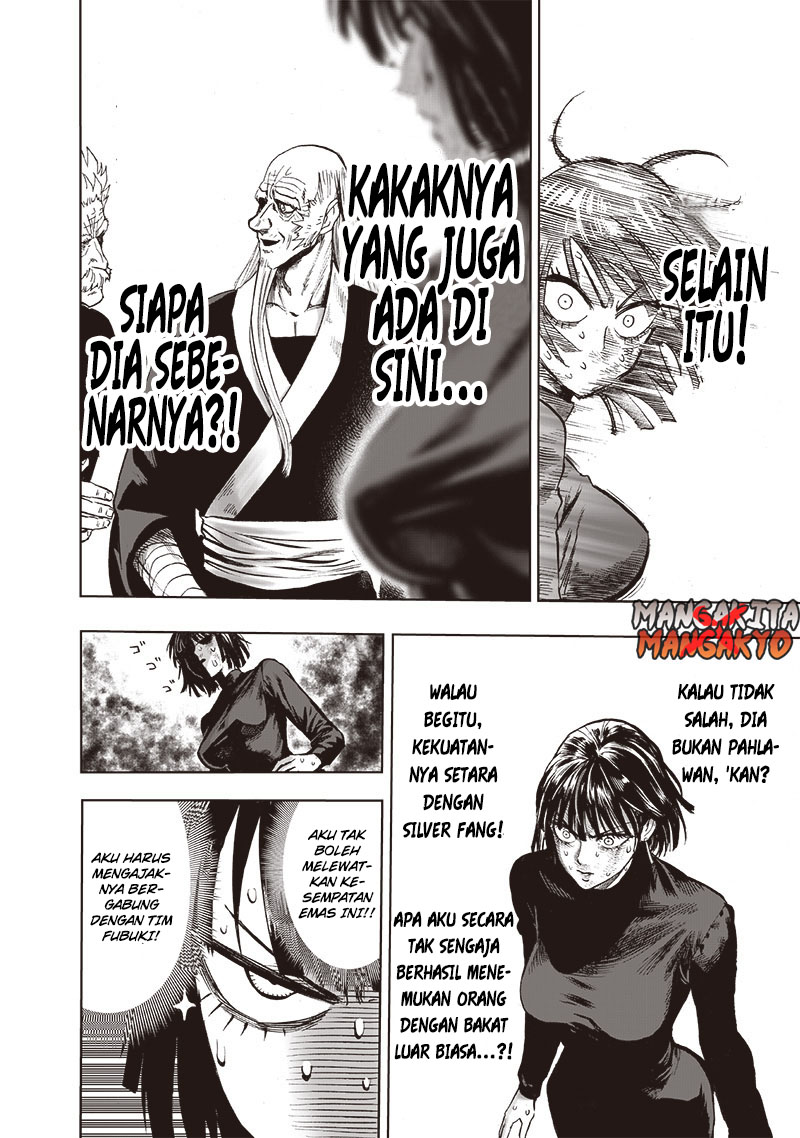 SELAIN
ITU!
KAKAKNYA
YANG JUGA
ADA DI
SINI...
SIAPA
DIA SEBE-
NARNYA?!
MANGAKITA
MANGAKYO
KALAU TIDAK
SALAH, DIA
BUKAN PAHLA-
WAN, 'KAN?
WALAU
BEGITU,
KEKUATAN-
NYA SETARA
DENGAN
SILVER FANG!
APA AKU SECARA
TAK SENGAJA
BERHASIL MENE-
MUKAN ORANG
DENGAN BAKAT
LUAR BIASA...?!
ゴ
ゴ
ゴ
AKU TAK
BOLEH
MELEWAT-
KAN KE-
SEMPATAN
EMAS INI!!
AKU HARUS
MENGAJAK-
NYA BER-
GABUNG
DENGAN TIM
FUBUKI!